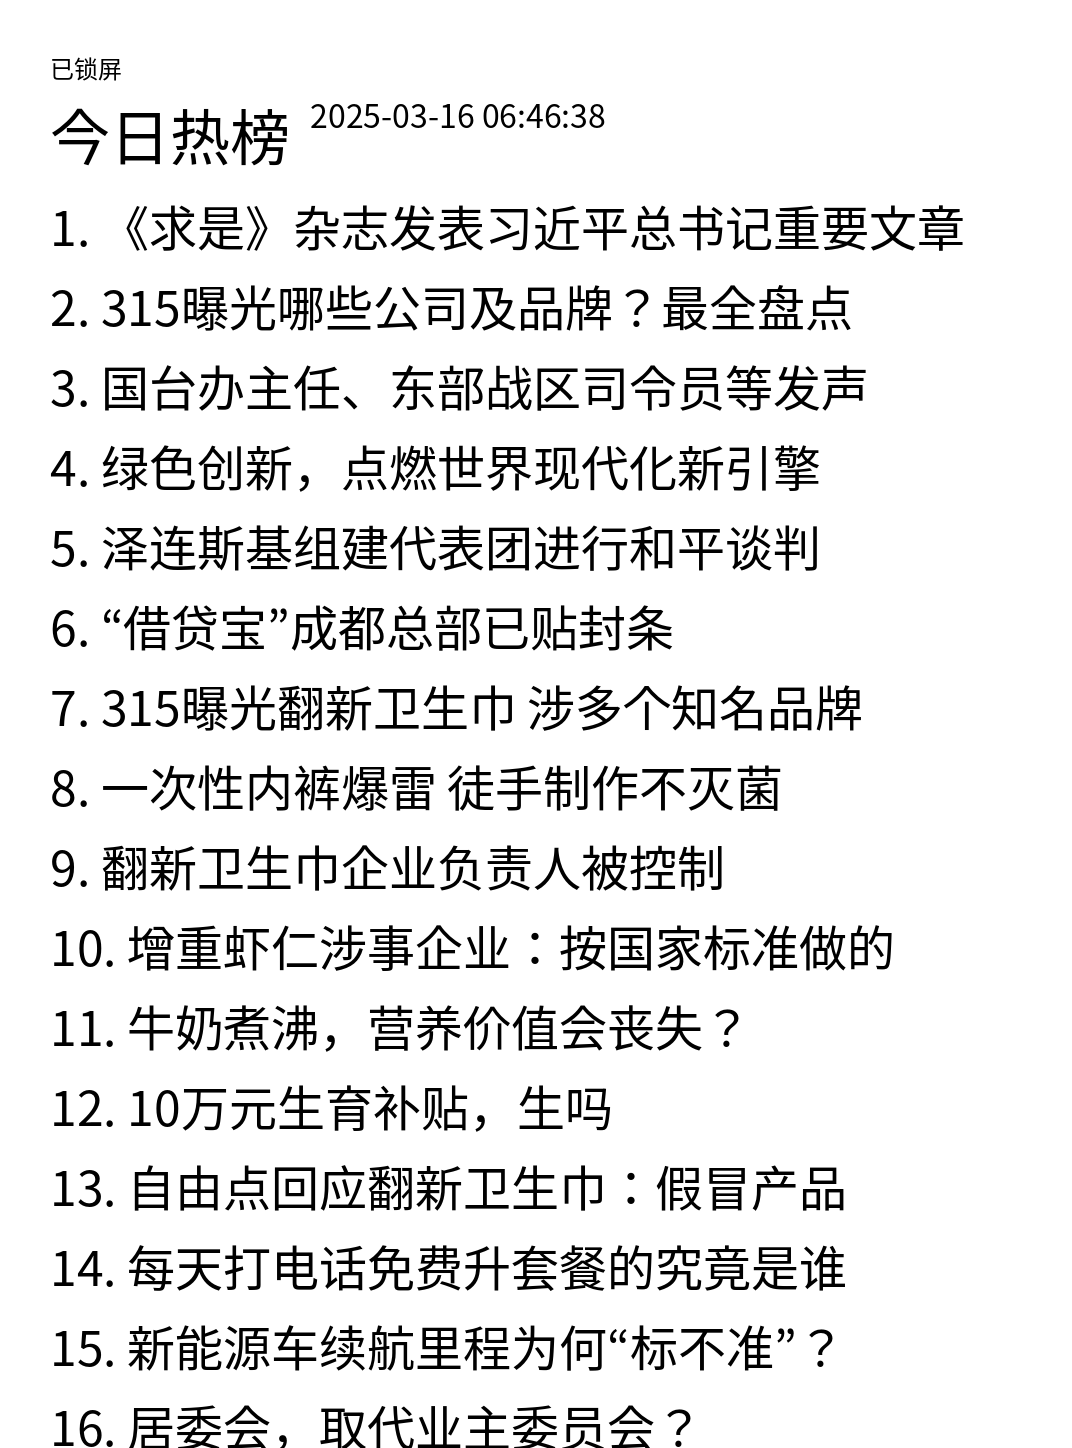 已锁屏
今日热榜 2025-03-16 06:46:38
1. 《求是》杂志发表习近平总书记重要文章
2. 315曝光哪些公司及品牌？最全盘点
3. 国台办主任、东部战区司令员等发声
4. 绿色创新，点燃世界现代化新引擎
5. 泽连斯基组建代表团进行和平谈判
6. “借贷宝”成都总部已贴封条
7. 315曝光翻新卫生巾 涉多个知名品牌
8. 一次性内裤爆雷 徒手制作不灭菌
9. 翻新卫生巾企业负责人被控制
10. 增重虾仁涉事企业：按国家标准做的
11. 牛奶煮沸，营养价值会丧失？
12. 10万元生育补贴，生吗
13. 自由点回应翻新卫生巾：假冒产品
14. 每天打电话免费升套餐的究竟是谁
15. 新能源车续航里程为何“标不准”？
16. 居委会，取代业主委员会？